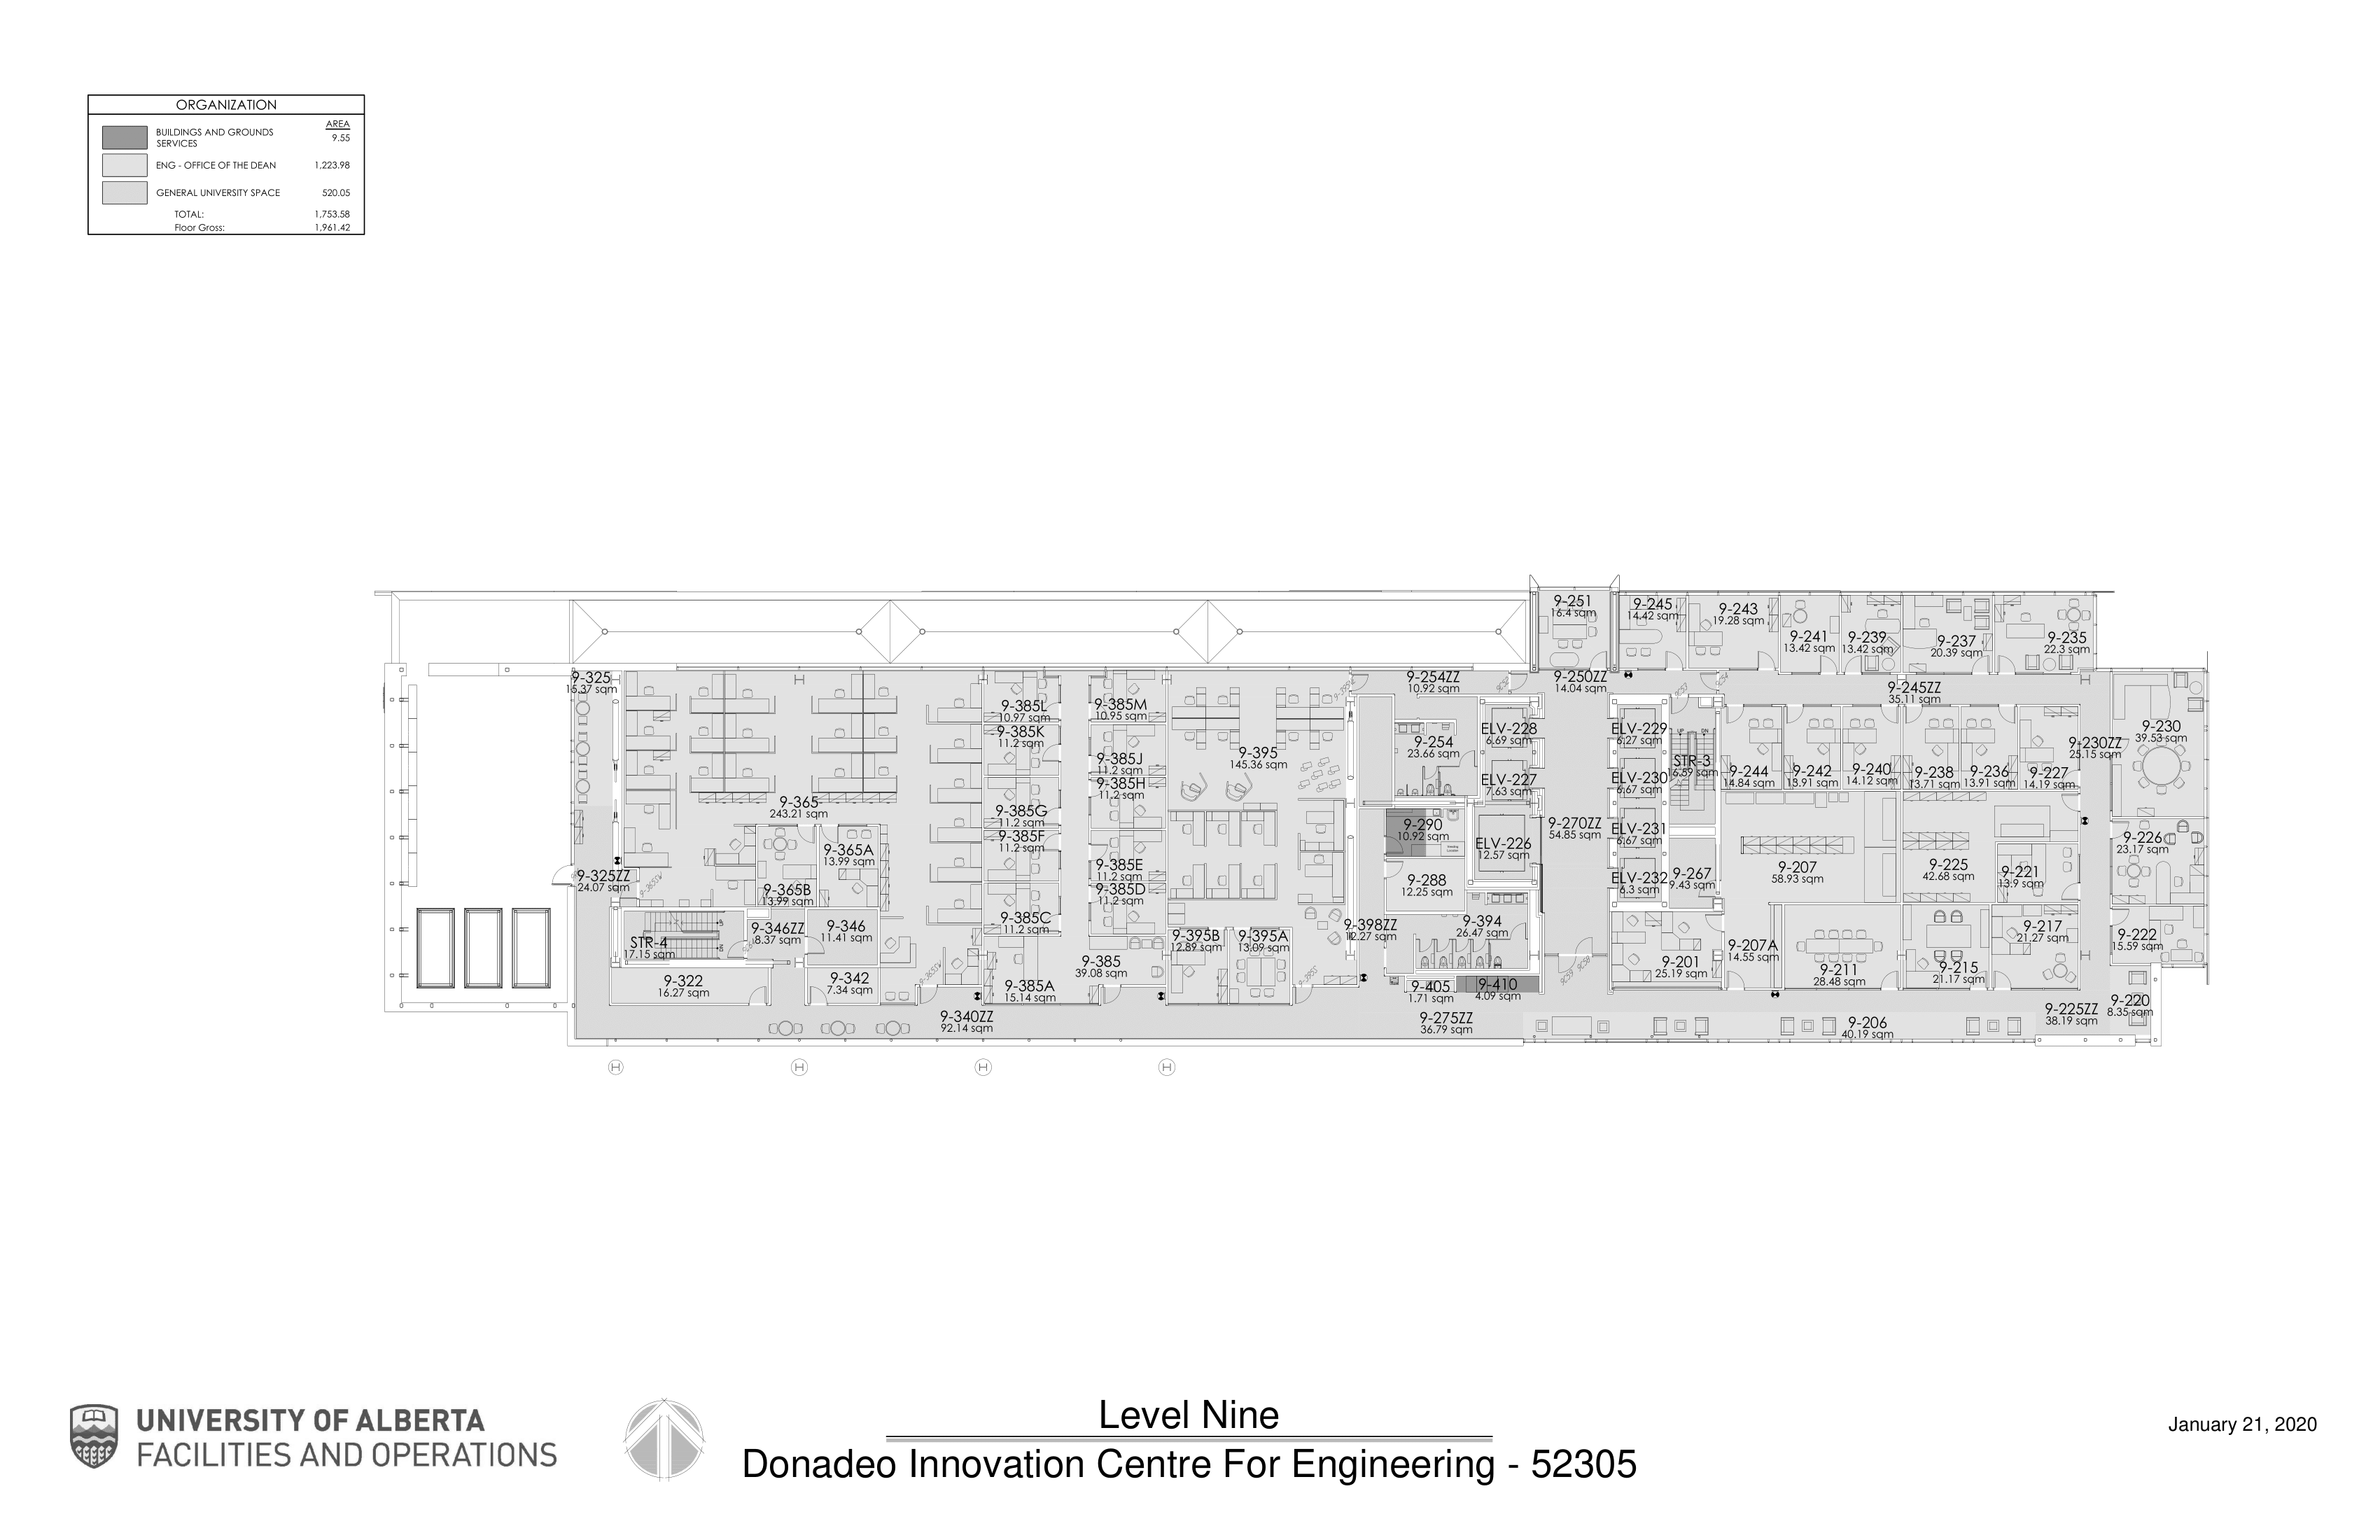 ORGANIZATION
AREA
BUILDINGS AND GROUNDS
SERVICES
9.55
ENG - OFFICE OF THE DEAN 1,223.98
GENERAL UNIVERSITY SPACE 520.05
TOTAL: 1,753.58
Floor Gross: 1,961.42
9-251
16.4 sqm
9-245
14.42 sqm
9-243
19.28 sqm
9-241
13.42 sqm
9-239
13.42 sqm
9-237
20.39 sqm
9-235
22.3 sqm
9-325
15.37 sqm
9-385L
10.97 sqm
9-385M
10.95 sqm
9-254ZZ
10.92 sqm
9-250ZZ
14.04 sqm
9-245ZZ
35.11 sqm
9-385K
11.2 sqm
9-385J
11.2 sqm
9-395
145.36 sqm
9-254
23.66 sqm
ELV-228
6.69 sqm
ELV-229
6.27 sqm
STR-3
16.59 sqm
9-230
39.53 sqm
9-230ZZ
25.15 sqm
9-385H
11.2 sqm
ELV-227
7.63 sqm
ELV-230
6.67 sqm
9-244
14.84 sqm
9-242
13.91 sqm
9-240
14.12 sqm
9-238
13.71 sqm
9-236
13.91 sqm
9-227
14.19 sqm
9-365
243.21 sqm
9-385G
11.2 sqm
9-385F
11.2 sqm
9-290
10.92 sqm
9-270ZZ
54.85 sqm
ELV-231
6.67 sqm
ELV-226
12.57 sqm
9-226
23.17 sqm
9-365A
13.99 sqm
9-385E
11.2 sqm
9-207
58.93 sqm
9-225
42.68 sqm
9-221
13.9 sqm
9-325ZZ
24.07 sqm
9-365B
13.99 sqm
9-385D
11.2 sqm
9-288
12.25 sqm
ELV-232
6.3 sqm
9-267
9.43 sqm
9-385C
11.2 sqm
9-346ZZ
8.37 sqm
9-346
11.41 sqm
9-398ZZ
12.27 sqm
9-394
26.47 sqm
STR-4
17.15 sqm
9-395B
12.89 sqm
9-395A
13.09 sqm
9-217
21.27 sqm
9-222
15.59 sqm
9-207A
14.55 sqm
9-385
39.08 sqm
9-201
25.19 sqm
9-211
28.48 sqm
9-215
21.17 sqm
9-322
16.27 sqm
9-342
7.34 sqm
9-385A
15.14 sqm
9-405
1.71 sqm
9-410
4.09 sqm
9-340ZZ
92.14 sqm
9-275ZZ
36.79 sqm
9-206
40.19 sqm
9-225ZZ
38.19 sqm
9-220
8.35 sqm
UNIVERSITY OF ALBERTA
FACILITIES AND OPERATIONS
Level Nine
Donadeo Innovation Centre For Engineering - 52305
January 21, 2020